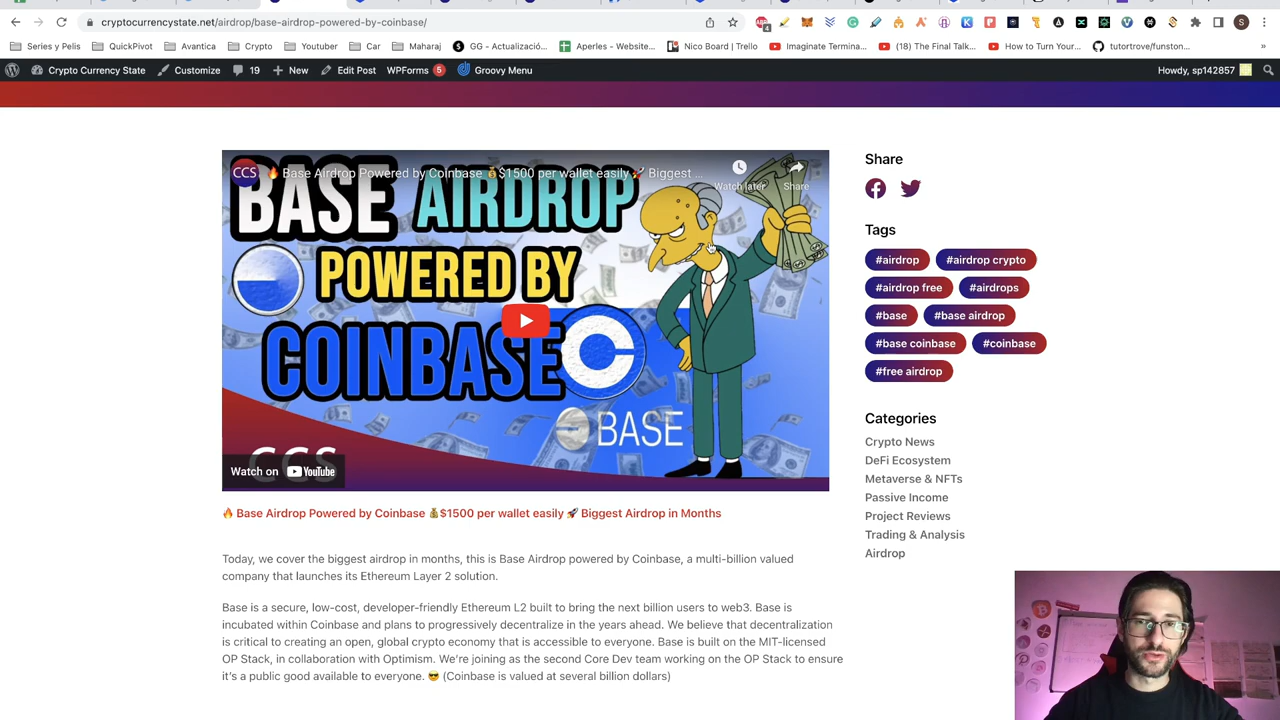 cryptocurrencystate.net/airdrop/base-airdrop-powered-by-coinbase/
Series y Pelis
QuickPivot
Avantica
Crypto
Youtuber
Car
Maharaj
GG - Actualizació...
Aperles - Website...
Nico Board | Trello
Imaginate Termina...
(18) The Final Talk...
How to Turn Your...
tutortrove/funston...
»
Crypto Currency State
Customize
19
New
Edit Post
WPForms 5
Groovy Menu
Howdy, sp142857
CCS
🔥 Base Airdrop Powered by Coinbase 💰$1500 per wallet easily 🚀 Biggest ...
Watch later
Share
BASE AIRDROP
POWERED BY
COINBASE
BASE
CCS
Watch on YouTube
🔥 Base Airdrop Powered by Coinbase 💰$1500 per wallet easily 🚀 Biggest Airdrop in Months
Today, we cover the biggest airdrop in months, this is Base Airdrop powered by Coinbase, a multi-billion valued
company that launches its Ethereum Layer 2 solution.
Base is a secure, low-cost, developer-friendly Ethereum L2 built to bring the next billion users to web3. Base is
incubated within Coinbase and plans to progressively decentralize in the years ahead. We believe that decentralization
is critical to creating an open, global crypto economy that is accessible to everyone. Base is built on the MIT-licensed
OP Stack, in collaboration with Optimism. We're joining as the second Core Dev team working on the OP Stack to ensure
it's a public good available to everyone. 😎 (Coinbase is valued at several billion dollars)
Share
Tags
#airdrop
#airdrop crypto
#airdrop free
#airdrops
#base
#base airdrop
#base coinbase
#coinbase
#free airdrop
Categories
Crypto News
DeFi Ecosystem
Metaverse & NFTs
Passive Income
Project Reviews
Trading & Analysis
Airdrop